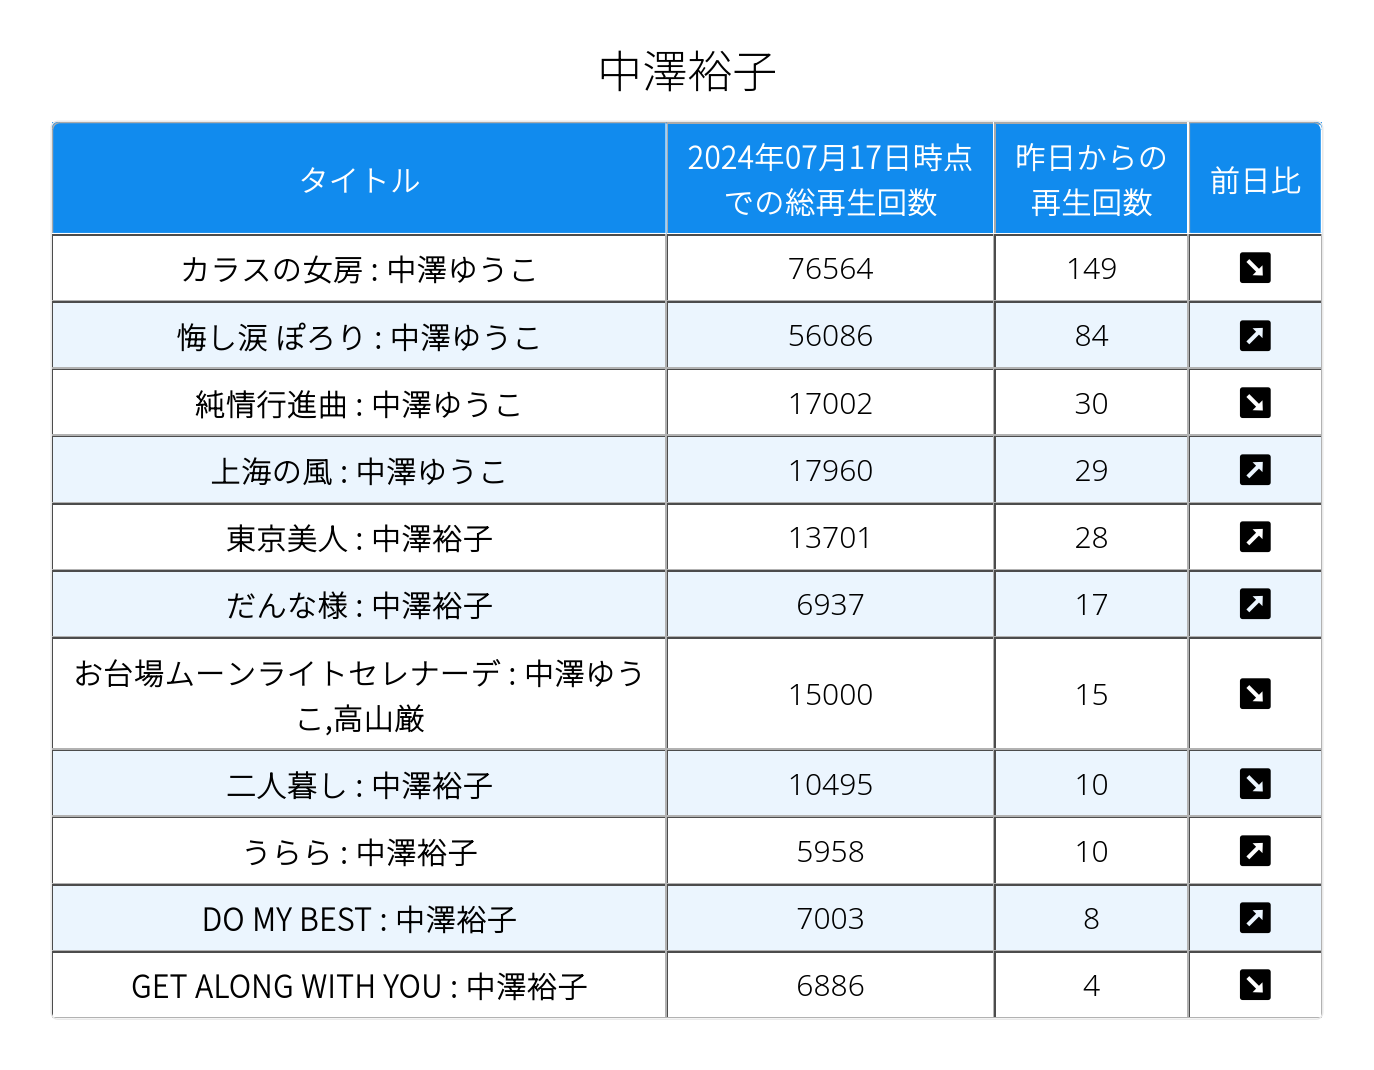 中澤裕子
タイトル
2024年07月17日時点
での総再生回数
昨日からの
再生回数
前日比
カラスの女房 : 中澤ゆうこ
76564
149
↘
悔し涙 ぽろり : 中澤ゆうこ
56086
84
↗
純情行進曲 : 中澤ゆうこ
17002
30
↘
上海の風 : 中澤ゆうこ
17960
29
↗
東京美人 : 中澤裕子
13701
28
↗
だんな様 : 中澤裕子
6937
17
↗
お台場ムーンライトセレナーデ : 中澤ゆう
こ,高山厳
15000
15
↘
二人暮し : 中澤裕子
10495
10
↘
うらら : 中澤裕子
5958
10
↗
DO MY BEST : 中澤裕子
7003
8
↗
GET ALONG WITH YOU : 中澤裕子
6886
4
↘